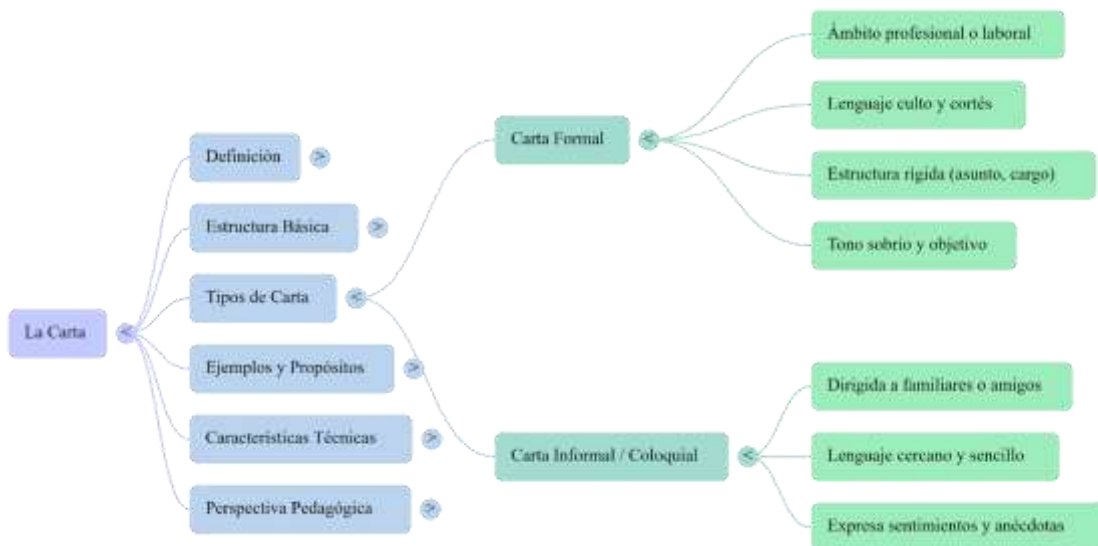 La Carta
Definición
Estructura Básica
Tipos de Carta
Ejemplos y Propósitos
Características Técnicas
Perspectiva Pedagógica
Carta Formal
Ámbito profesional o laboral
Lenguaje culto y cortés
Estructura rígida (asunto, cargo)
Tono sobrio y objetivo
Carta Informal / Coloquial
Dirigida a familiares o amigos
Lenguaje cercano y sencillo
Expresa sentimientos y anécdotas